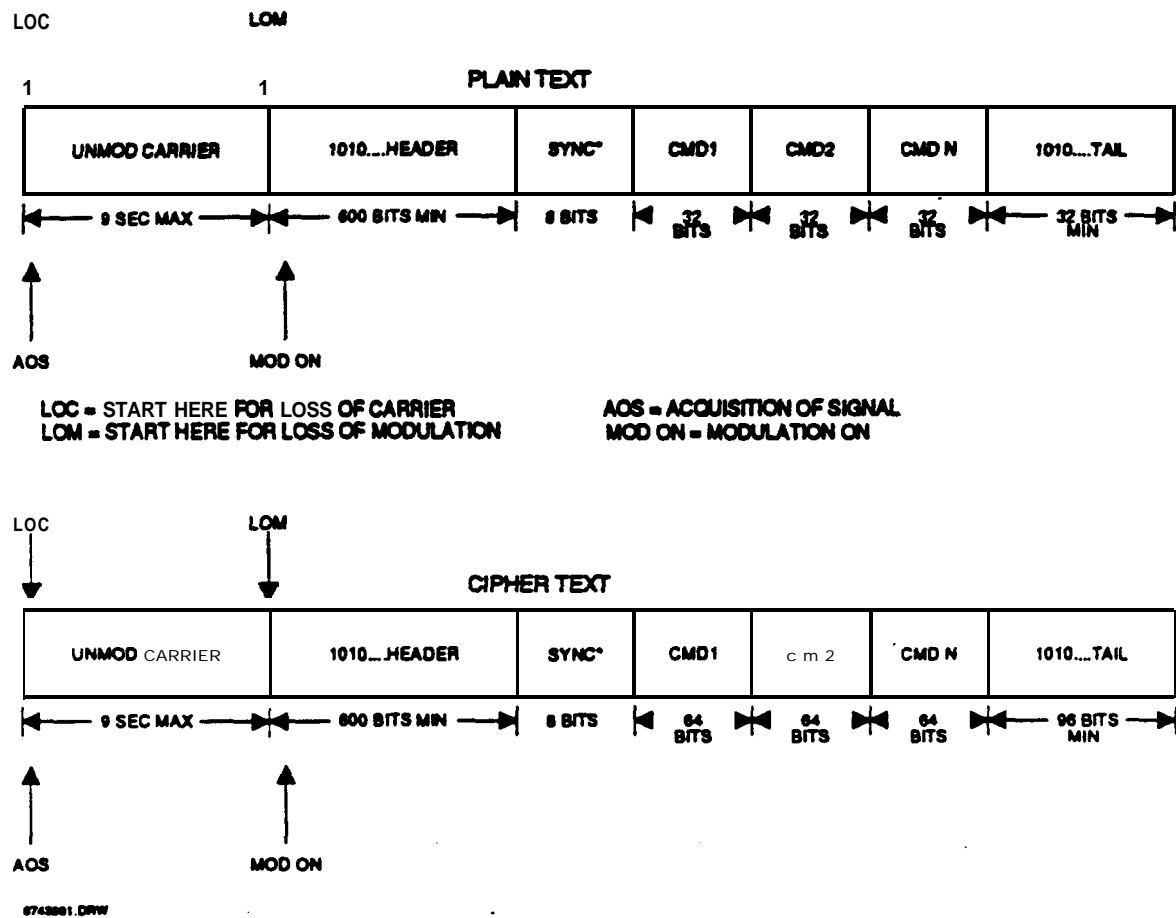 LOC LOM
1 1
PLAIN TEXT
UNMOD CARRIER 1010....HEADER SYNC* CMD1 CMD2 CMD N 1010....TAIL
9 SEC MAX 600 BITS MIN 8 BITS 32 BITS 32 BITS 32 BITS 32 BITS MIN
AOS MOD ON
LOC = START HERE FOR LOSS OF CARRIER AOS = ACQUISITION OF SIGNAL
LOM = START HERE FOR LOSS OF MODULATION MOD ON = MODULATION ON
LOC LOM
CIPHER TEXT
UNMOD CARRIER 1010....HEADER SYNC* CMD1 cm2 CMD N 1010....TAIL
9 SEC MAX 600 BITS MIN 8 BITS 64 BITS 64 BITS 64 BITS 96 BITS MIN
AOS MOD ON